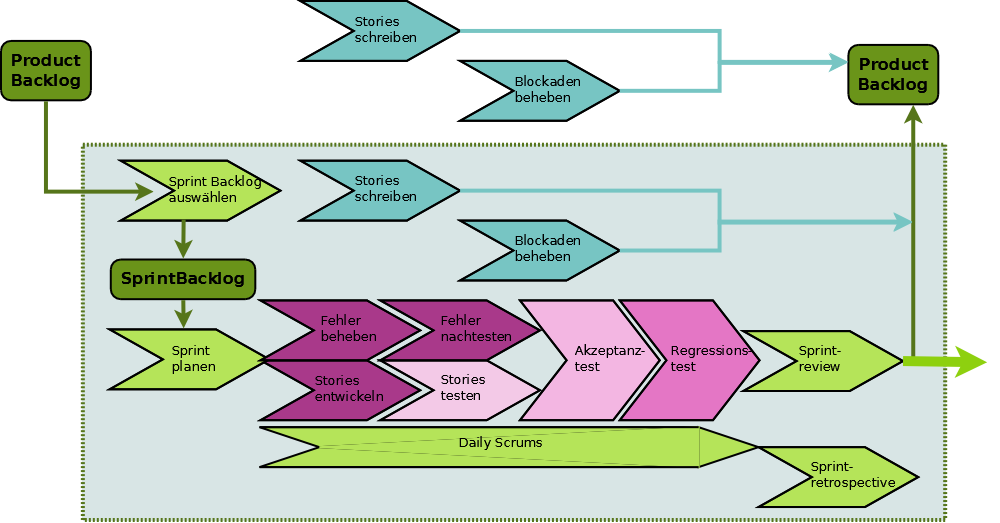 Stories
schreiben
Product
Backlog
Blockaden
beheben
Product
Backlog
Sprint Backlog
auswählen
Stories
schreiben
Blockaden
beheben
SprintBacklog
Sprint
planen
Fehler
beheben
Fehler
nachtesten
Stories
entwickeln
Stories
testen
Akzeptanz-
test
Regressions-
test
Sprint-
review
Daily Scrums
Sprint-
retrospective